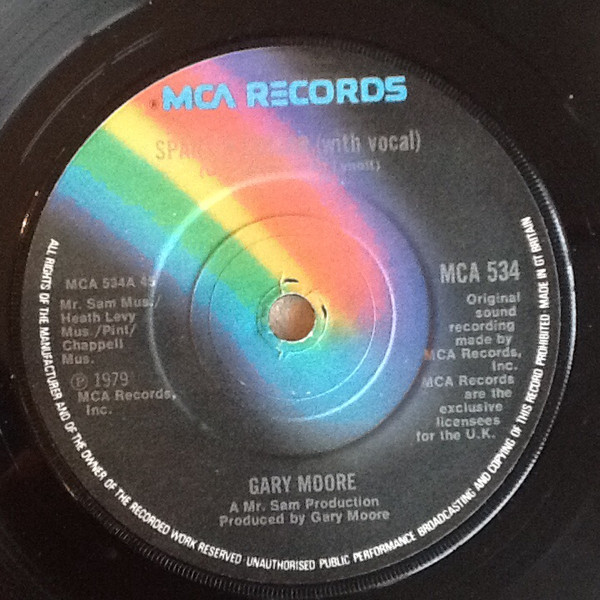 MCA RECORDS
(with vocal)
MCA 534A 45
Mr. Sam Mus./
Heath Levy
Mus./Pint/
Chappell
Mus.
Ⓟ 1979
MCA Records,
Inc.
MCA 534
Original
sound
recording
made by
MCA Records,
Inc.
MCA Records
are the
exclusive
licensees
for the U.K.
GARY MOORE
A Mr. Sam Production
Produced by Gary Moore
ALL RIGHTS OF THE MANUFACTURER AND OF THE OWNER OF THE RECORDED WORK RESERVED · UNAUTHORISED PUBLIC PERFORMANCE BROADCASTING AND COPYING OF THIS RECORD PROHIBITED · MADE IN GT BRITAIN